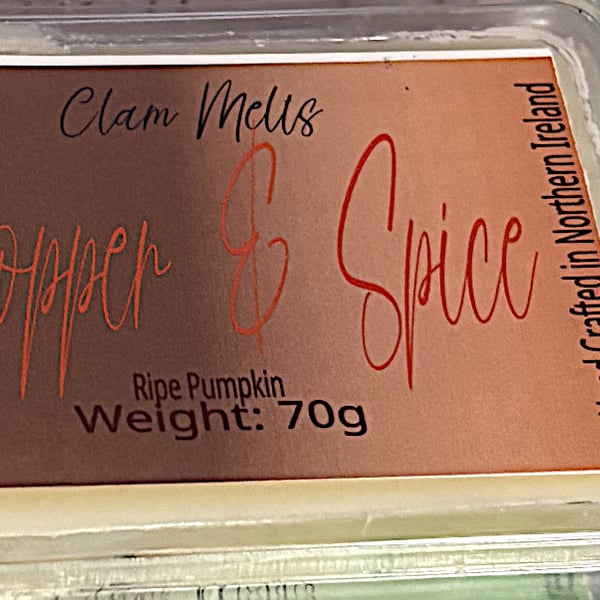 Clam Melts
opper & Spice
Ripe Pumpkin
Weight: 70g
Crafted in Northern Ireland